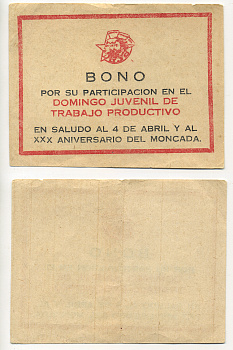 BONO
POR SU PARTICIPACION EN EL
DOMINGO JUVENIL DE
TRABAJO PRODUCTIVO
EN SALUDO AL 4 DE ABRIL Y AL
XXX ANIVERSARIO DEL MONCADA.